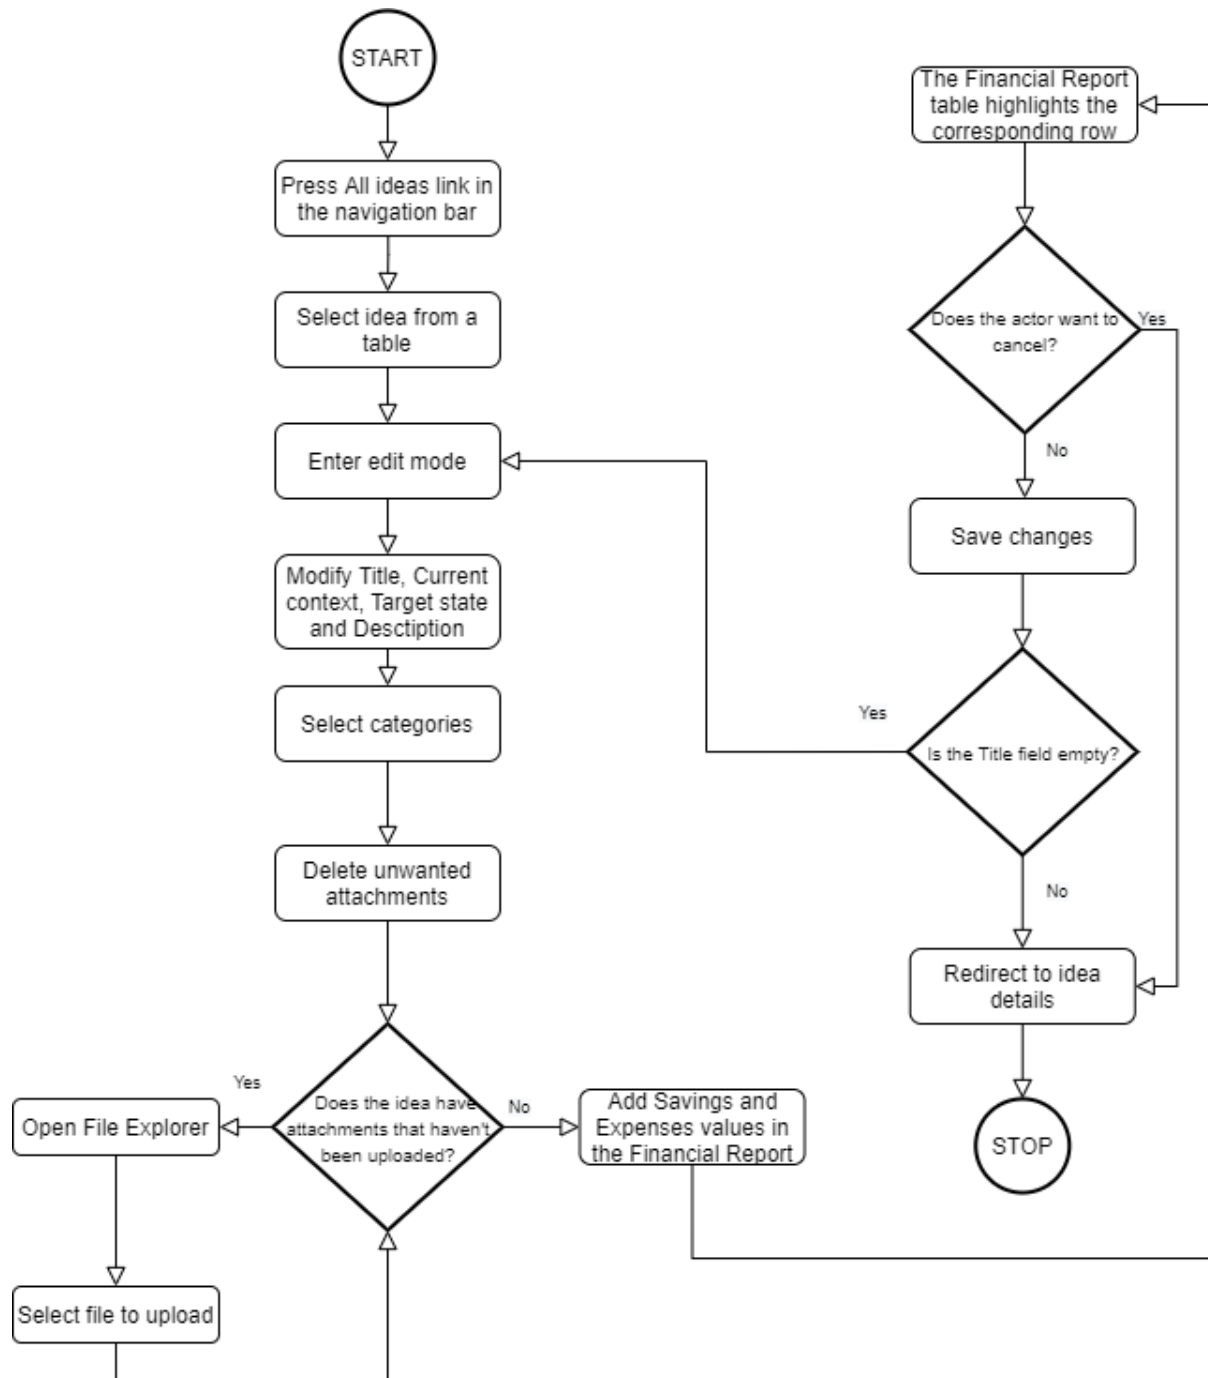 START
Press All ideas link in
the navigation bar
Select idea from a
table
Enter edit mode
Modify Title, Current
context, Target state
and Desctiption
Select categories
Delete unwanted
attachments
Does the idea have
attachments that haven't
been uploaded?
Yes
No
Open File Explorer
Select file to upload
Add Savings and
Expenses values in
the Financial Report
The Financial Report
table highlights the
corresponding row
Does the actor want to
cancel?
Yes
No
Save changes
Is the Title field empty?
Yes
No
Redirect to idea
details
STOP